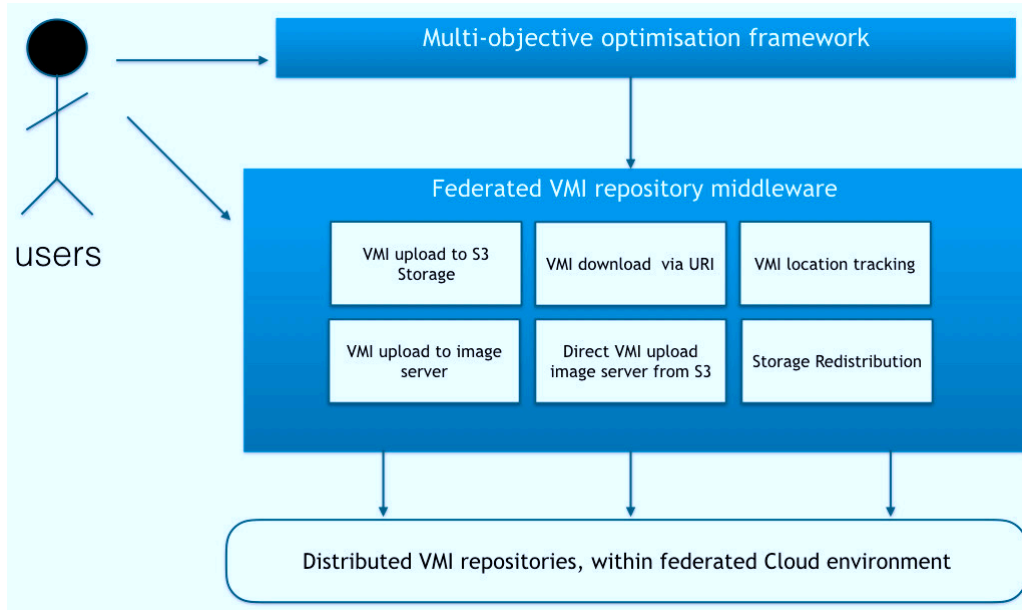 Multi-objective optimisation framework
users
Federated VMI repository middleware
VMI upload to S3
Storage
VMI download via URI
VMI location tracking
VMI upload to image
server
Direct VMI upload
image server from S3
Storage Redistribution
Distributed VMI repositories, within federated Cloud environment